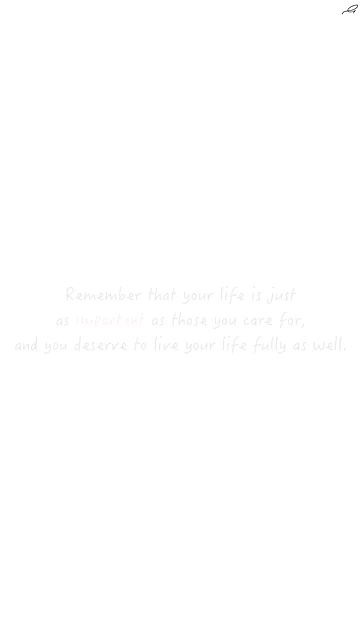 Remember that your life is just
as important as those you care for,
and you deserve to live your life fully as well.